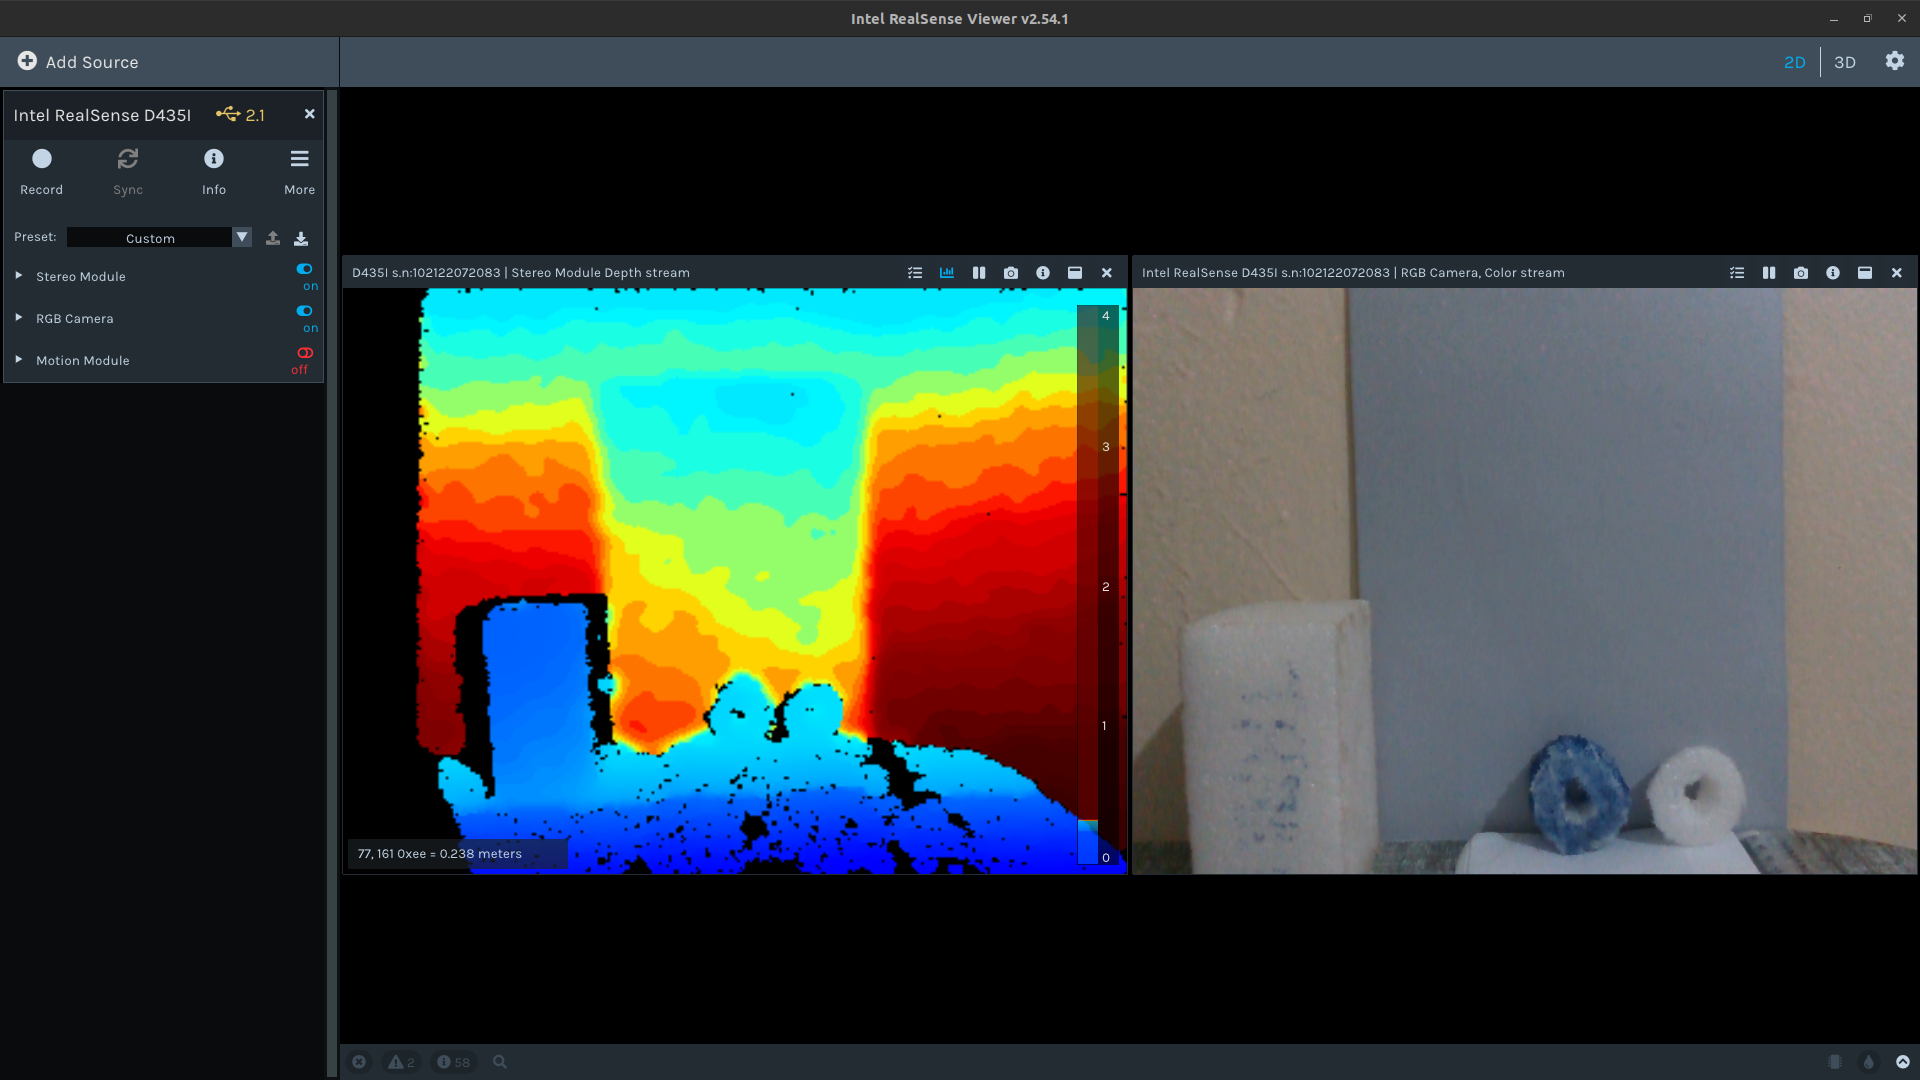 Intel RealSense Viewer v2.54.1
Add Source
2D
3D
Intel RealSense D435I
2.1
Record
Sync
Info
More
Preset:
Custom
Stereo Module
on
RGB Camera
on
Motion Module
off
D435I s.n:102122072083 | Stereo Module Depth stream
4
3
2
1
0
77, 161 0xee = 0.238 meters
Intel RealSense D435I s.n:102122072083 | RGB Camera, Color stream
2
58